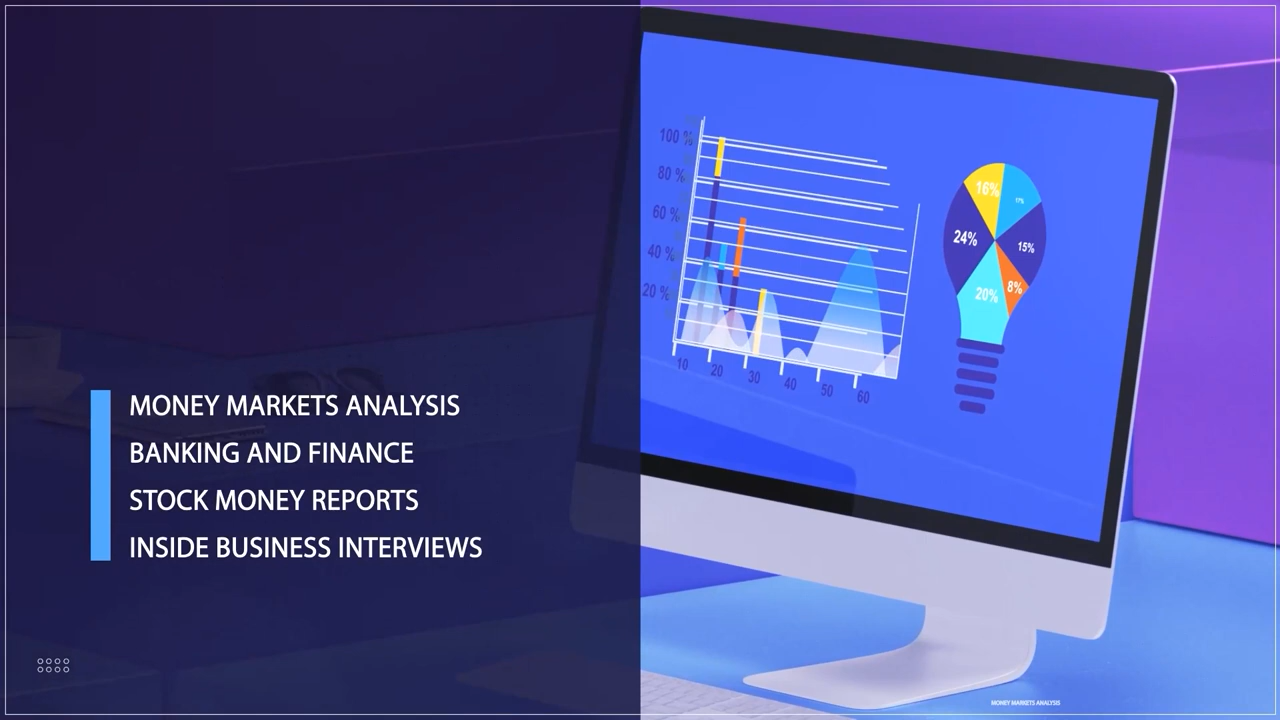 MONEY MARKETS ANALYSIS
BANKING AND FINANCE
STOCK MONEY REPORTS
INSIDE BUSINESS INTERVIEWS
100 %
80 %
60 %
40 %
20 %
10 20 30 40 50 60
16%
17%
24%
15%
20%
8%
MONEY MARKETS ANALYSIS